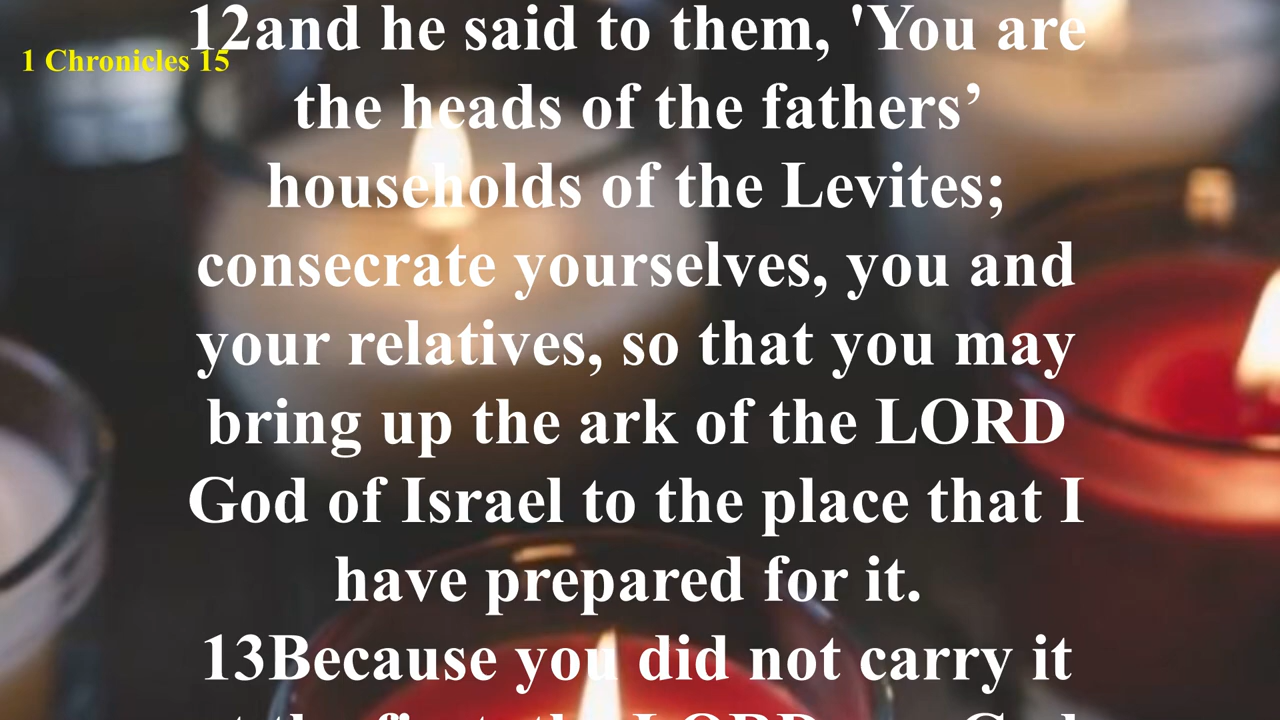 12and he said to them, 'You are
1 Chronicles 15
the heads of the fathers’
households of the Levites;
consecrate yourselves, you and
your relatives, so that you may
bring up the ark of the LORD
God of Israel to the place that I
have prepared for it.
13Because you did not carry it